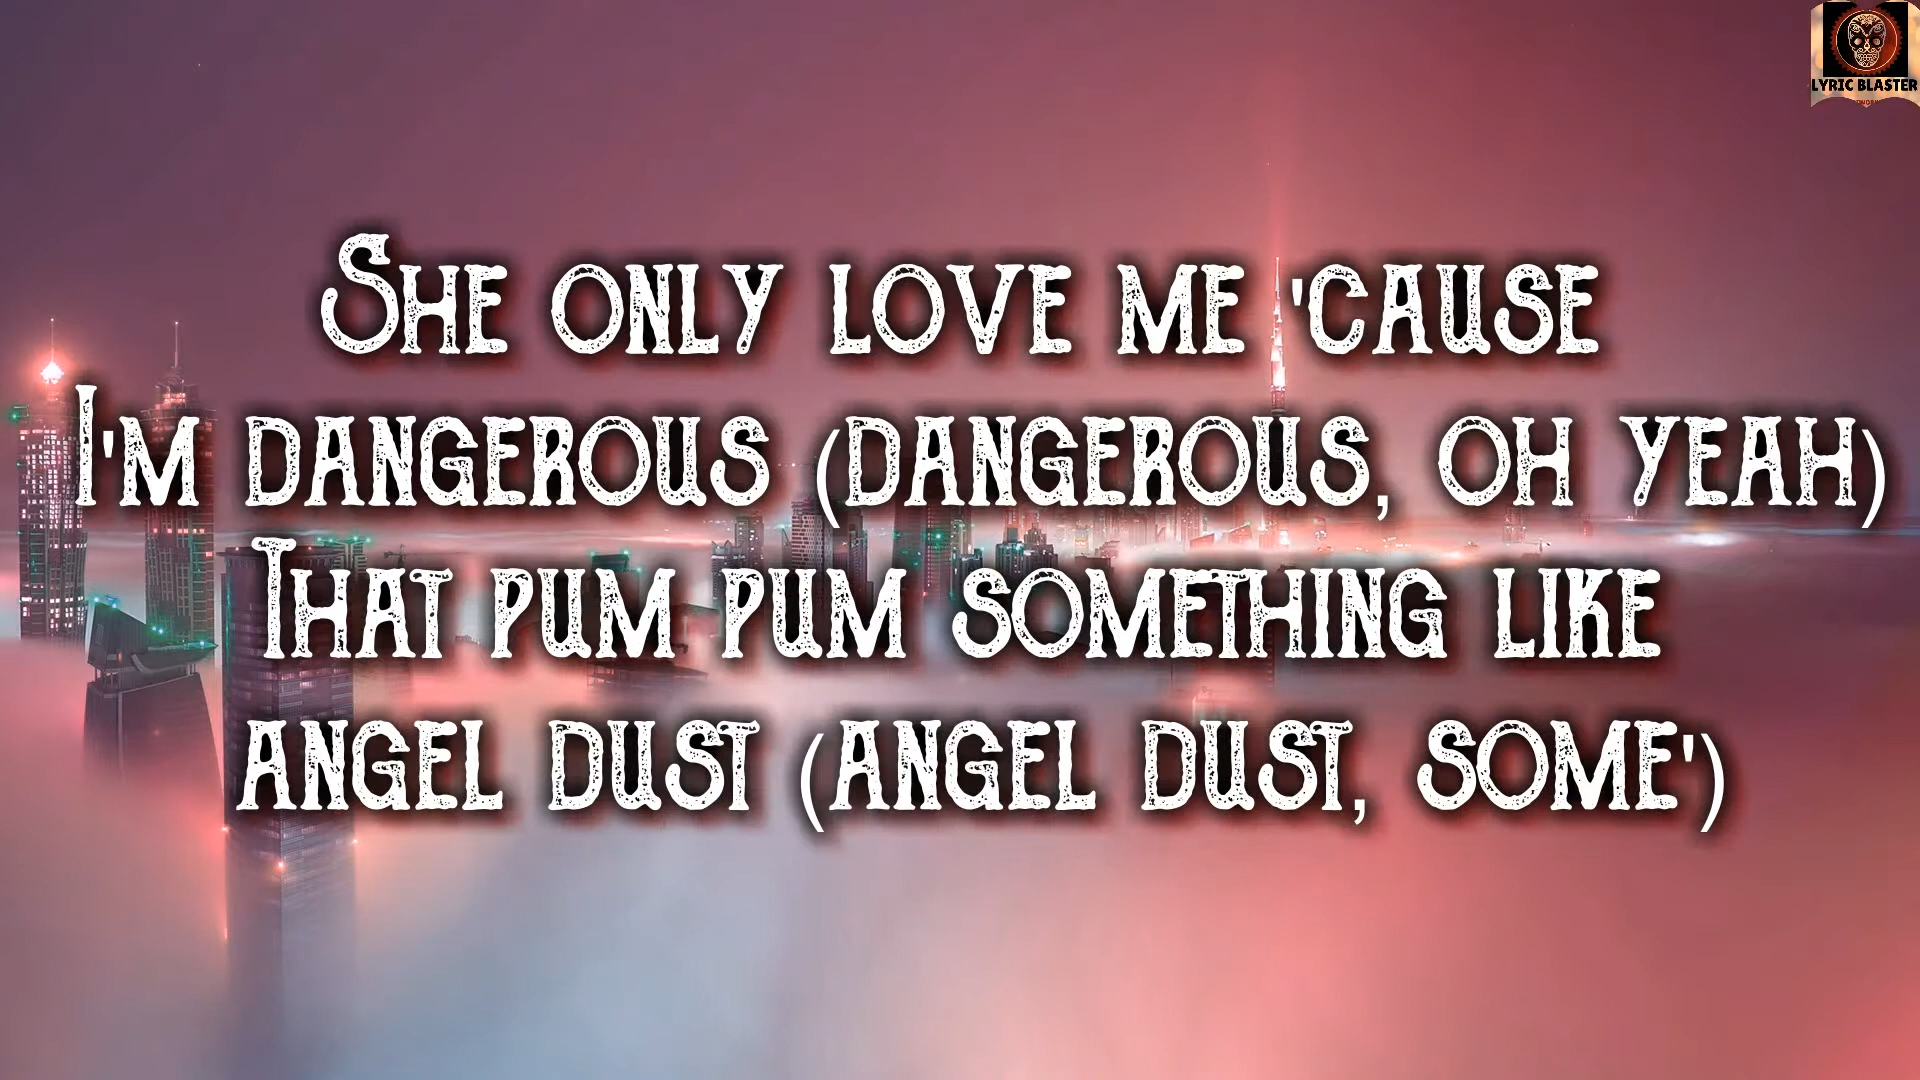 LYRIC BLASTER
She only love me 'cause
I'm dangerous (dangerous, oh yeah)
That pum pum something like
angel dust (angel dust, some')